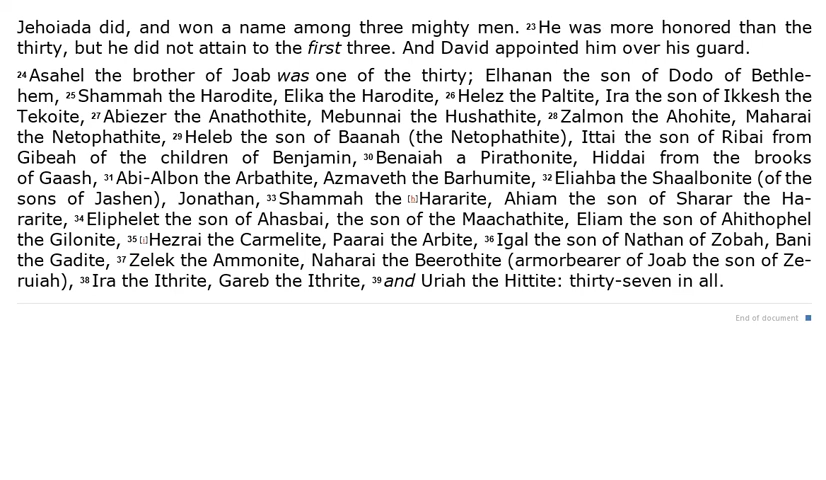 Jehoiada did, and won a name among three mighty men. 23 He was more honored than the
thirty, but he did not attain to the first three. And David appointed him over his guard.
24 Asahel the brother of Joab was one of the thirty; Elhanan the son of Dodo of Bethle-
hem, 25 Shammah the Harodite, Elika the Harodite, 26 Helez the Paltite, Ira the son of Ikkesh the
Tekoite, 27 Abiezer the Anathothite, Mebunnai the Hushathite, 28 Zalmon the Ahohite, Maharai
the Netophathite, 29 Heleb the son of Baanah (the Netophathite), Ittai the son of Ribai from
Gibeah of the children of Benjamin, 30 Benaiah a Pirathonite, Hiddai from the brooks
of Gaash, 31 Abi-Albon the Arbathite, Azmaveth the Barhumite, 32 Eliahba the Shaalbonite (of the
sons of Jashen), Jonathan, 33 Shammah the [h]Hararite, Ahiam the son of Sharar the Ha-
rarite, 34 Eliphelet the son of Ahasbai, the son of the Maachathite, Eliam the son of Ahithophel
the Gilonite, 35 [i]Hezrai the Carmelite, Paarai the Arbite, 36 Igal the son of Nathan of Zobah, Bani
the Gadite, 37 Zelek the Ammonite, Naharai the Beerothite (armorbearer of Joab the son of Ze-
ruiah), 38 Ira the Ithrite, Gareb the Ithrite, 39 and Uriah the Hittite: thirty-seven in all.
End of document